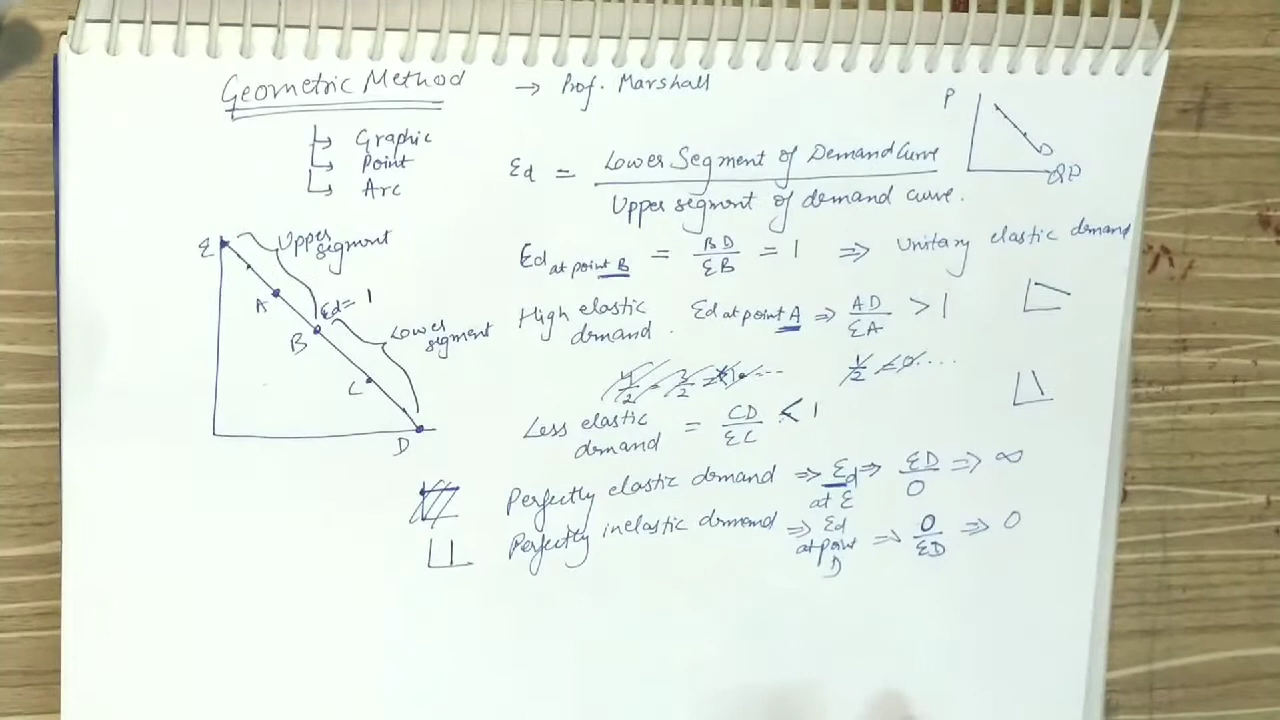 Geometric Method → Prof. Marshall
Graphic
Point
Arc
Ed = Lower Segment of Demand Curve / Upper segment of demand curve.
P
D
QD
E
Upper segment
A
Ed = 1
B
Lower segment
C
D
Ed at point B = BD / EB = 1 ⇒ Unitary elastic demand
High elastic demand. Ed at point A ⇒ AD / EA > 1
Less elastic demand = CD / EC < 1
Perfectly elastic demand ⇒ Ed at E ⇒ ED / 0 ⇒ ∞
Perfectly inelastic demand ⇒ Ed at point D ⇒ 0 / ED ⇒ 0